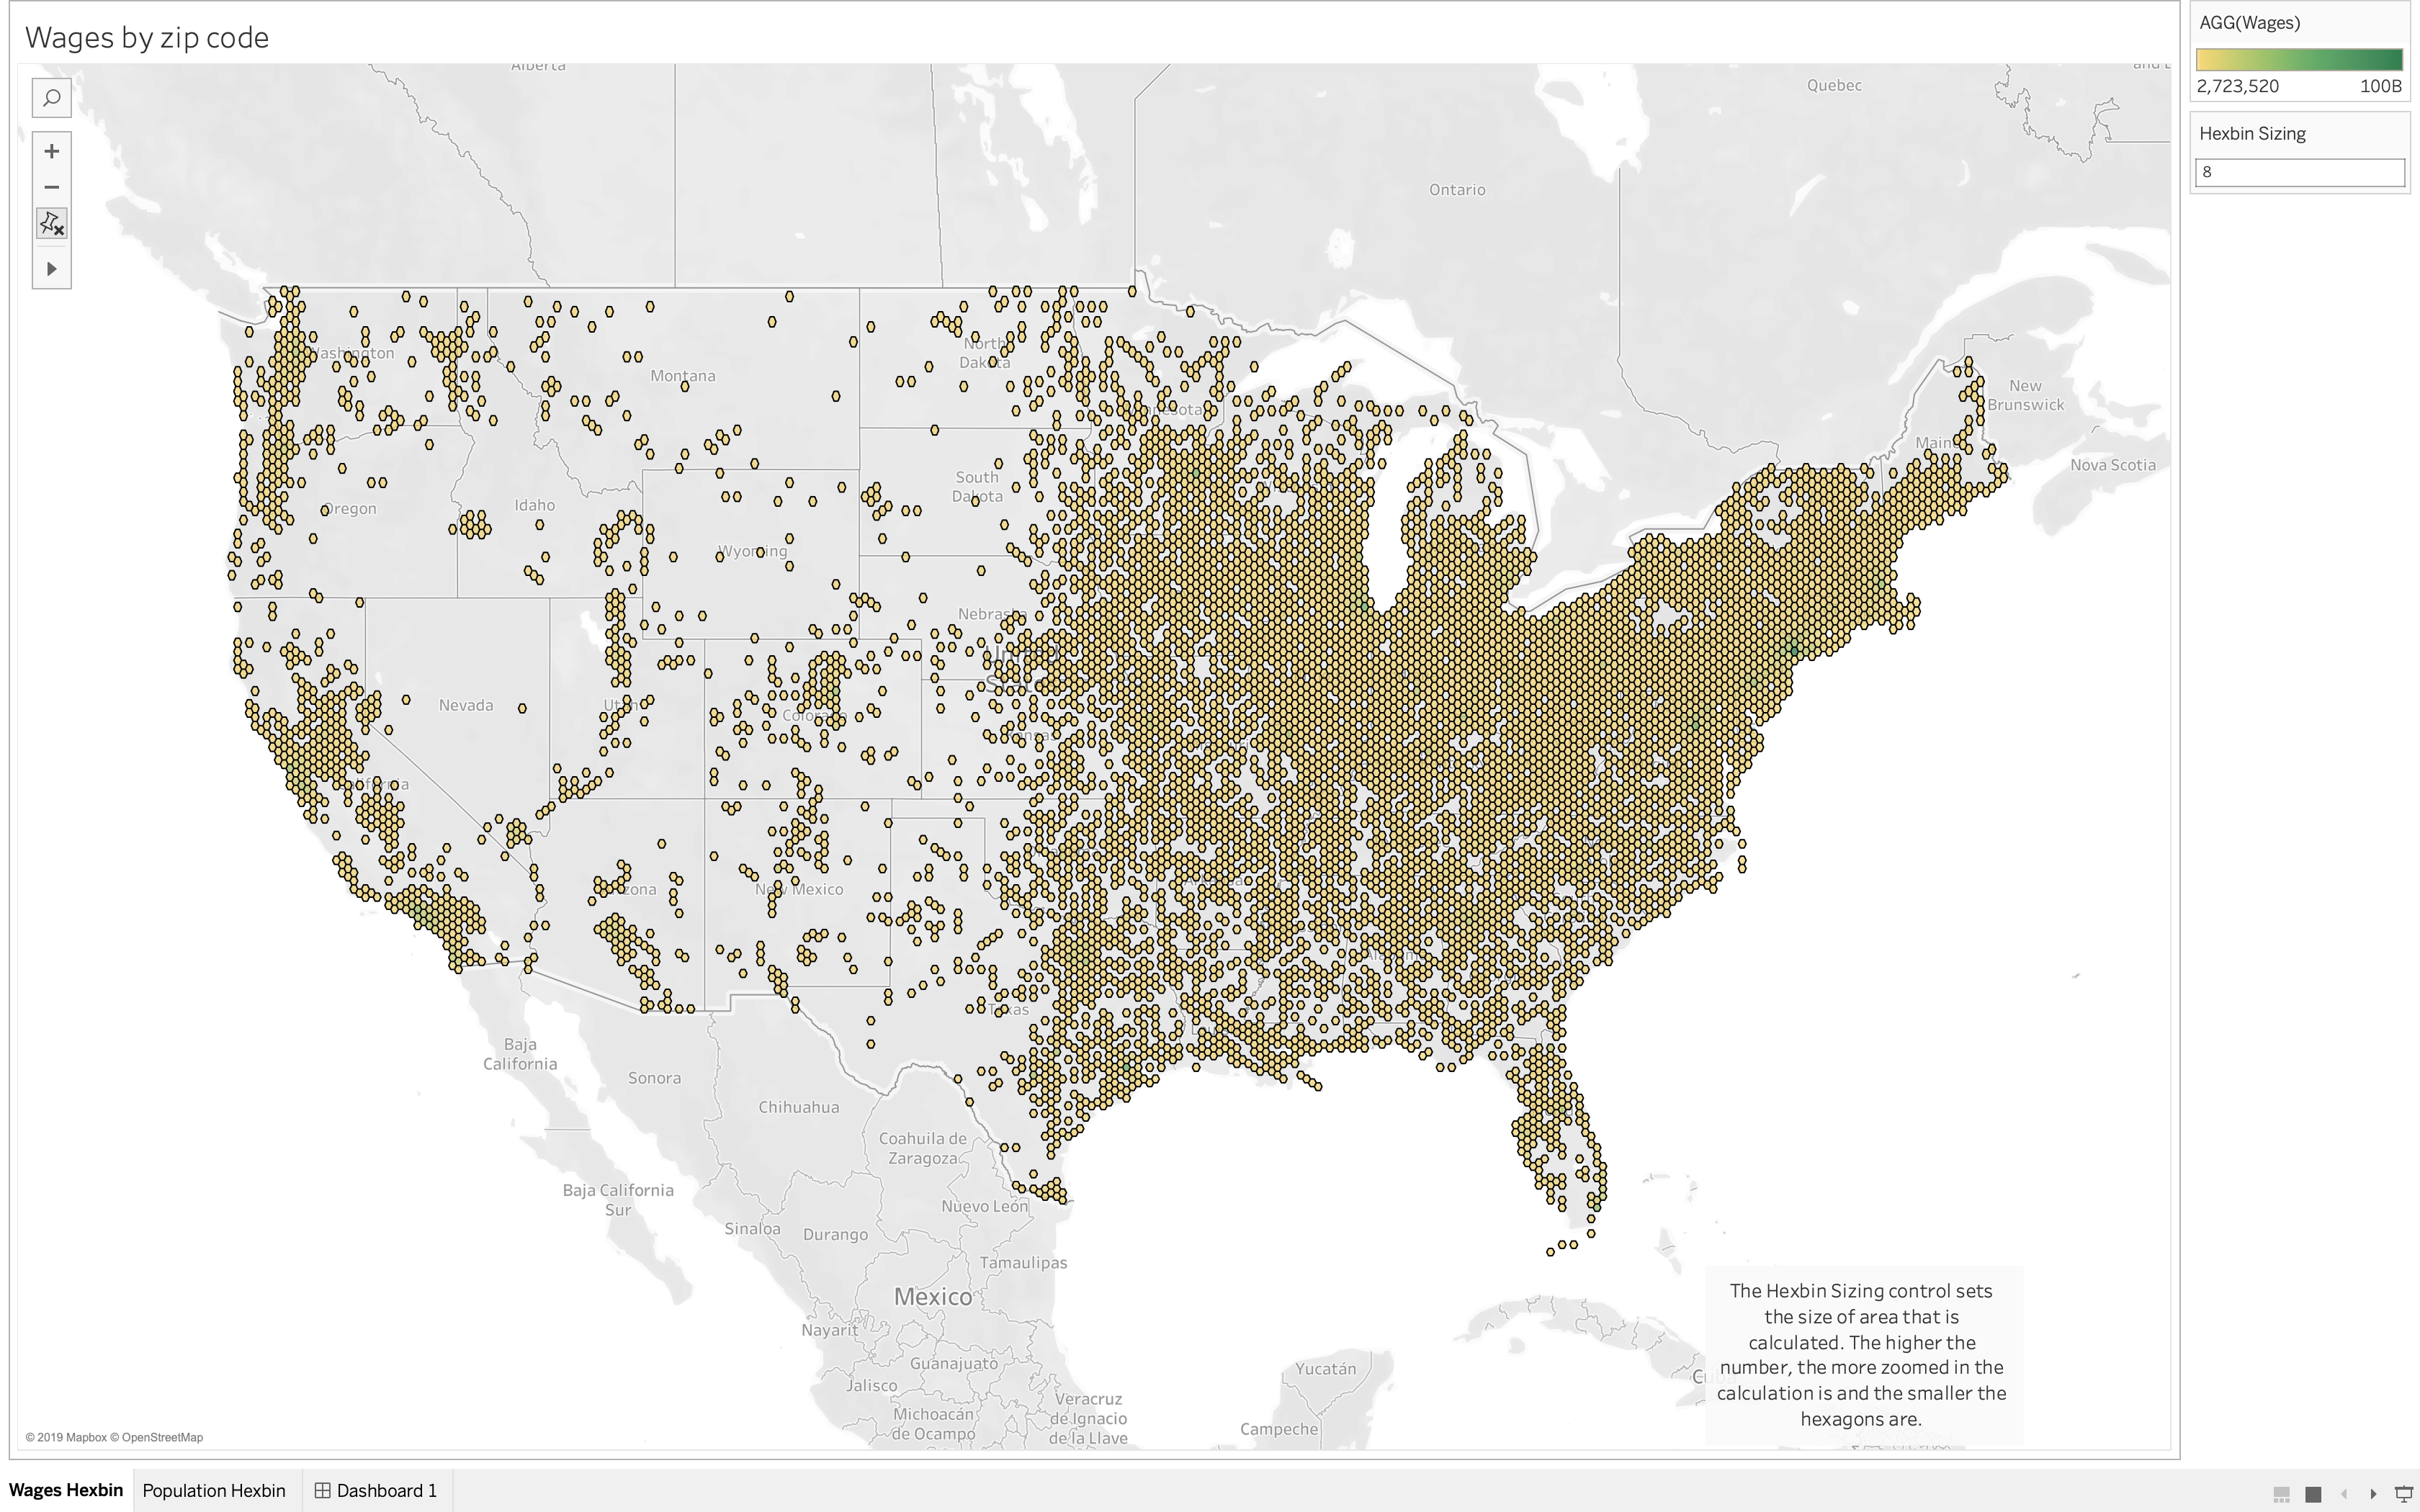 Wages by zip code
AGG(Wages)
2,723,520
100B
Hexbin Sizing
8
Alberta
Quebec
Ontario
Montana
North
Dakota
New
Brunswick
Nova Scotia
South
Dakota
Oregon
Idaho
Wyoming
Nebraska
United
Nevada
Utah
Colorado
Kansas
New Mexico
Texas
Baja
California
Sonora
Chihuahua
Coahuila de
Zaragoza
Baja California
Sur
Nuevo León
Sinaloa
Durango
Tamaulipas
Mexico
Nayarit
Guanajuato
Jalisco
Michoacán
de Ocampo
Veracruz
de Ignacio
de la Llave
Yucatán
Campeche
The Hexbin Sizing control sets
the size of area that is
calculated. The higher the
number, the more zoomed in the
calculation is and the smaller the
hexagons are.
© 2019 Mapbox © OpenStreetMap
Wages Hexbin
Population Hexbin
Dashboard 1